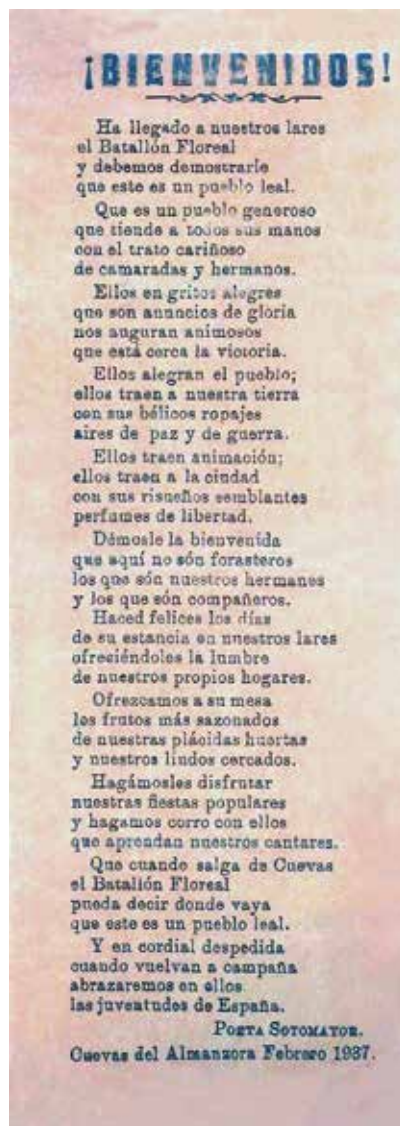 ¡BIENVENIDOS!
Ha llegado a nuestros lares
el Batallón Floreal
y debemos demostrarle
que este es un pueblo leal.
Que es un pueblo generoso
que tiende a todos sus manos
con el trato cariñoso
de camaradas y hermanos.
Ellos en gritos alegres
que son anuncios de gloria
nos auguran animosos
que está cerca la victoria.
Ellos alegran el pueblo;
ellos traen a nuestra tierra
con sus bélicos ropajes
aires de paz y de guerra.
Ellos traen animación;
ellos traen a la ciudad
con sus risueños semblantes
perfumes de libertad.
Démosle la bienvenida
que aquí no són forasteros
los que són nuestros hermanos
y los que són compañeros.
Haced felices los días
de su estancia en nuestros lares
ofreciéndoles la lumbre
de nuestros propios hogares.
Ofrezcamos a su mesa
los frutos más sazonados
de nuestras plácidas huertas
y nuestros lindos cercados.
Hagámosles disfrutar
nuestras fiestas populares
y hagamos corro con ellos
que aprendan nuestros cantares.
Que cuando salga de Cuevas
el Batallón Floreal
pueda decir donde vaya
que este es un pueblo leal.
Y en cordial despedida
cuando vuelvan a campaña
abrazaremos en ellos
las juventudes de España.
POETA SOTOMAYOR.
Cuevas del Almanzora Febrero 1937.